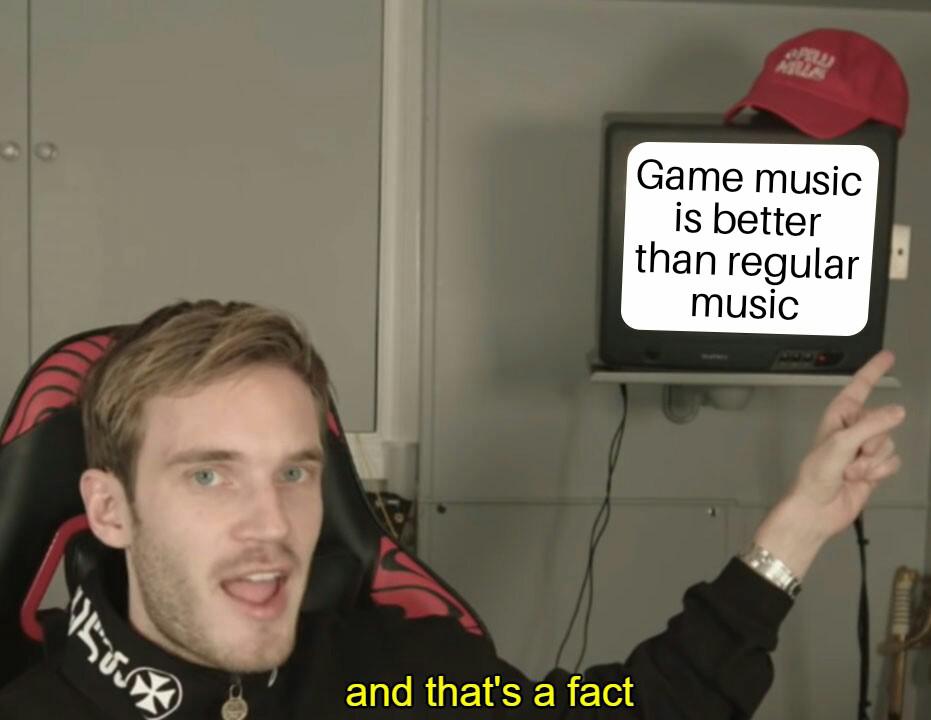 Game music
is better
than regular
music
and that's a fact